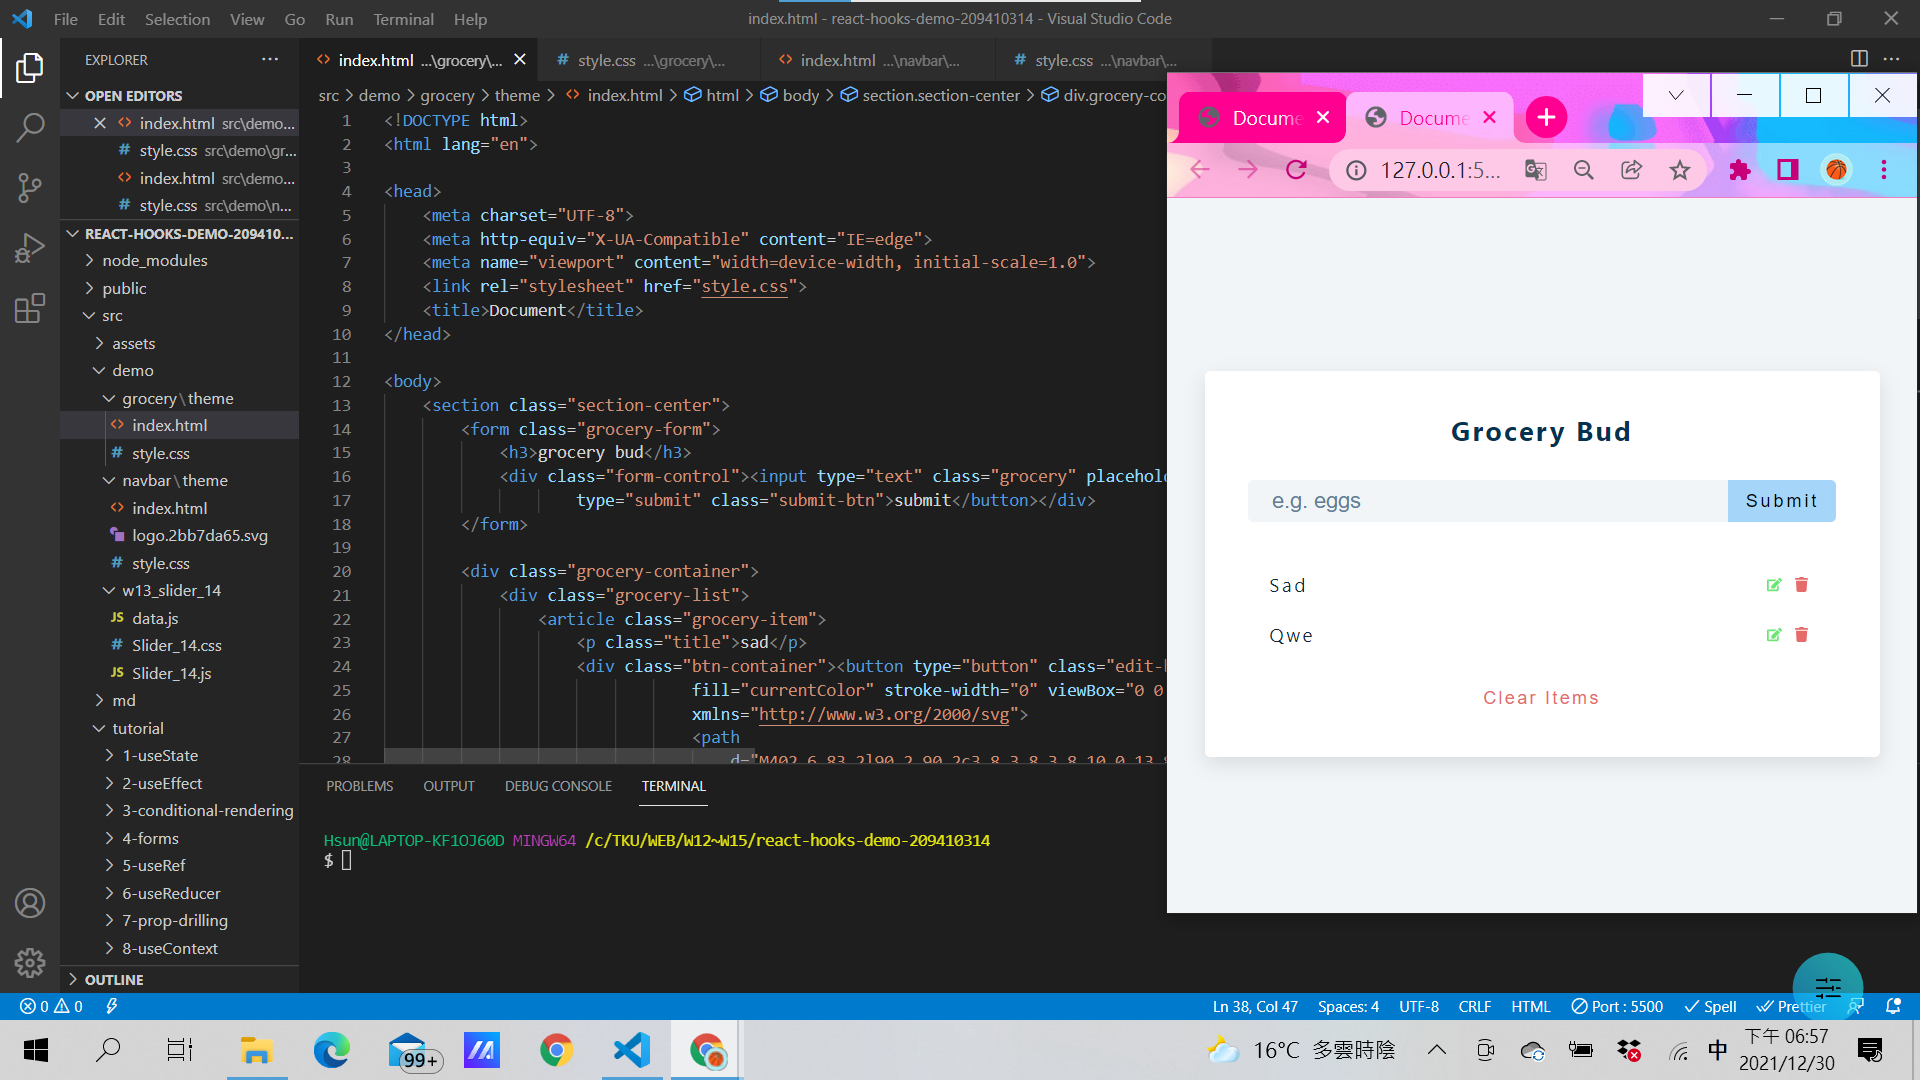 File Edit Selection View Go Run Terminal Help
index.html - react-hooks-demo-209410314 - Visual Studio Code
EXPLORER
OPEN EDITORS
index.html src\demo...
style.css src\demo\gr...
index.html src\demo...
style.css src\demo\n...
REACT-HOOKS-DEMO-209410...
node_modules
public
src
assets
demo
grocery\theme
index.html
style.css
navbar\theme
index.html
logo.2bb7da65.svg
style.css
w13_slider_14
JS data.js
Slider_14.css
JS Slider_14.js
md
tutorial
1-useState
2-useEffect
3-conditional-rendering
4-forms
5-useRef
6-useReducer
7-prop-drilling
8-useContext
OUTLINE
index.html ...\grocery\...
style.css ...\grocery\...
index.html ...\navbar\...
style.css ...\navbar\...
src > demo > grocery > theme > index.html > html > body > section.section-center > div.grocery-co
1 <!DOCTYPE html>
2 <html lang="en">
3
4 <head>
5 <meta charset="UTF-8">
6 <meta http-equiv="X-UA-Compatible" content="IE=edge">
7 <meta name="viewport" content="width=device-width, initial-scale=1.0">
8 <link rel="stylesheet" href="style.css">
9 <title>Document</title>
10 </head>
11
12 <body>
13 <section class="section-center">
14 <form class="grocery-form">
15 <h3>grocery bud</h3>
16 <div class="form-control"><input type="text" class="grocery" placehol
17 type="submit" class="submit-btn">submit</button></div>
18 </form>
19
20 <div class="grocery-container">
21 <div class="grocery-list">
22 <article class="grocery-item">
23 <p class="title">sad</p>
24 <div class="btn-container"><button type="button" class="edit-
25 fill="currentColor" stroke-width="0" viewBox="0 0
26 xmlns="http://www.w3.org/2000/svg">
27 <path
28 d="M402.6 83.2l90.2 90.2c3.8 3.8 3.8 10 0 13.
PROBLEMS OUTPUT DEBUG CONSOLE TERMINAL
Hsun@LAPTOP-KF1OJ60D MINGW64 /c/TKU/WEB/W12~W15/react-hooks-demo-209410314
$
Docume
Docume
127.0.0.1:5...
Grocery Bud
e.g. eggs
Submit
Sad
Qwe
Clear Items
0 0
Ln 38, Col 47 Spaces: 4 UTF-8 CRLF HTML Port : 5500 Spell Prettier
99+
16°C 多雲時陰
中
下午 06:57
2021/12/30